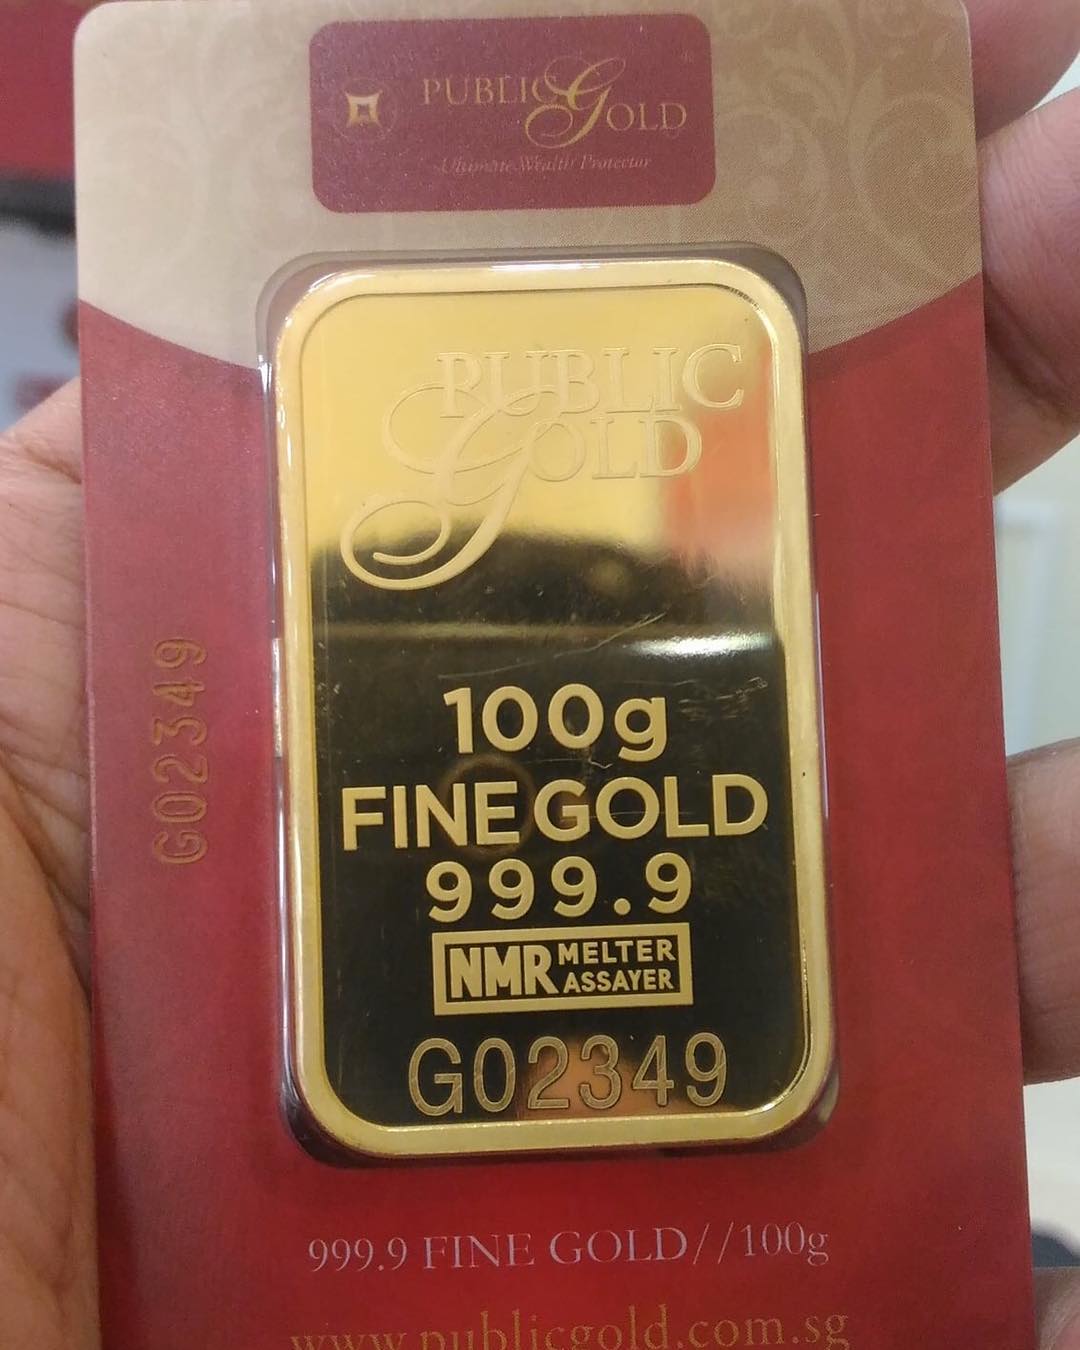 PUBLIC GOLD
Ultimate Wealth Protector
PUBLIC
GOLD
100g
FINE GOLD
999.9
NMR MELTER
ASSAYER
G02349
G02349
999.9 FINE GOLD//100g
www.publicgold.com.sg